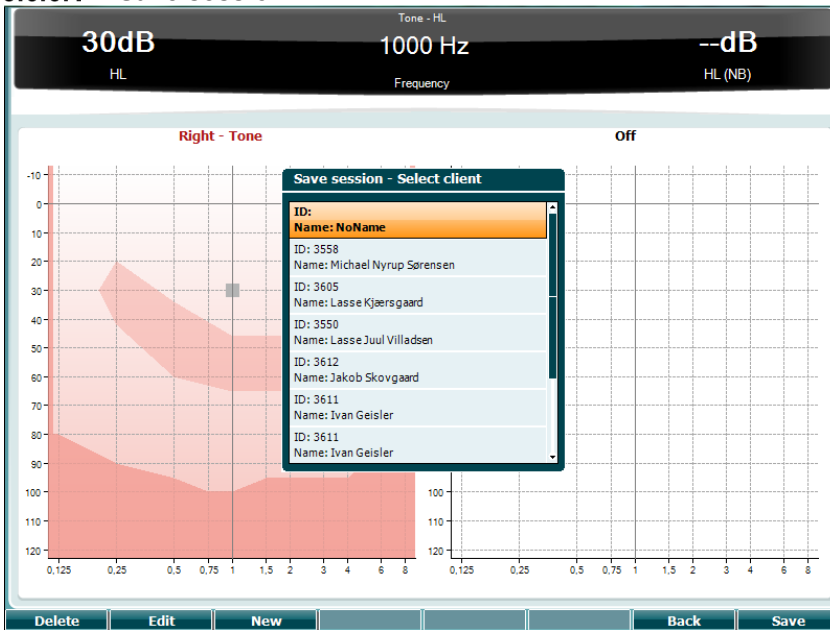 Tone - HL
30dB
1000 Hz
--dB
HL
Frequency
HL (NB)
Right - Tone
Off
Save session - Select client
ID:
Name: NoName
ID: 3558
Name: Michael Nyrup Sørensen
ID: 3605
Name: Lasse Kjærsgaard
ID: 3550
Name: Lasse Juul Villadsen
ID: 3612
Name: Jakob Skovgaard
ID: 3611
Name: Ivan Geisler
ID: 3611
Name: Ivan Geisler
-10
0
10
20
30
40
50
60
70
80
90
100
110
120
0,125 0,25 0,5 0,75 1 1,5 2 3 4 6 8
100
110
120
0,125 0,25 0,5 0,75 1 1,5 2 3 4 6 8
Delete Edit New Back Save